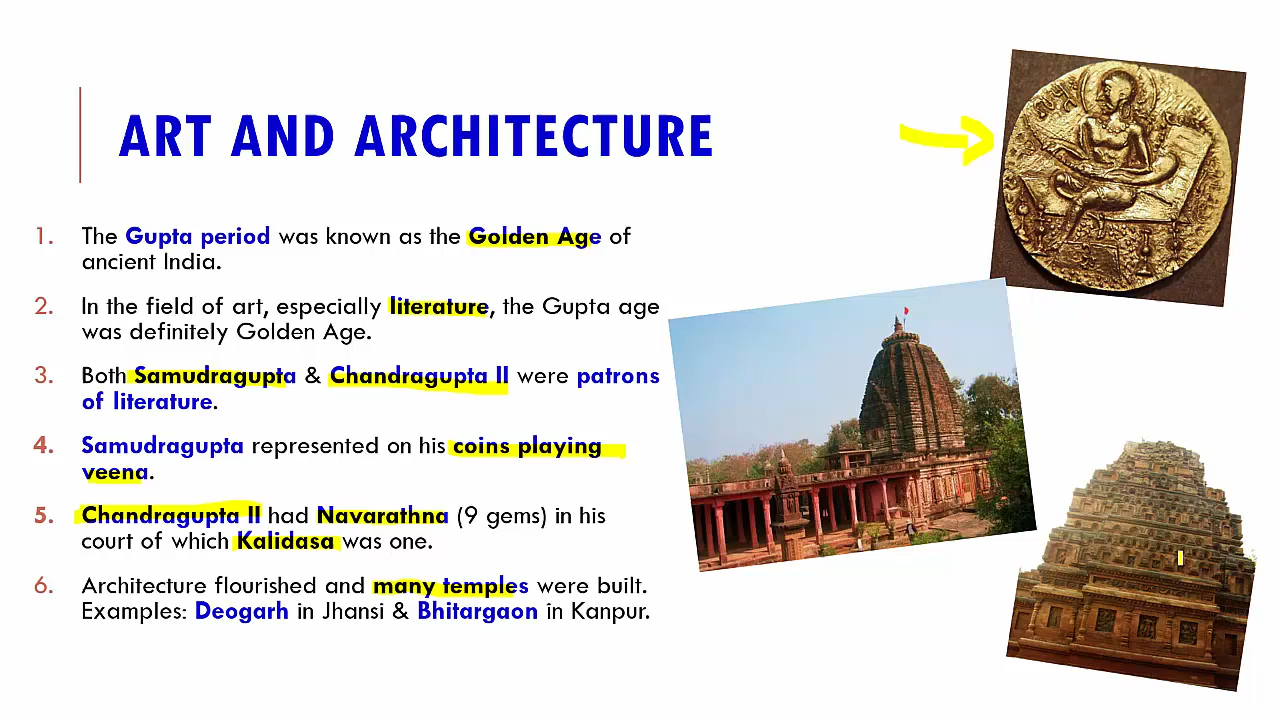 ART AND ARCHITECTURE
1. The Gupta period was known as the Golden Age of
ancient India.
2. In the field of art, especially literature, the Gupta age
was definitely Golden Age.
3. Both Samudragupta & Chandragupta II were patrons
of literature.
4. Samudragupta represented on his coins playing
veena.
5. Chandragupta II had Navarathna (9 gems) in his
court of which Kalidasa was one.
6. Architecture flourished and many temples were built.
Examples: Deogarh in Jhansi & Bhitargaon in Kanpur.